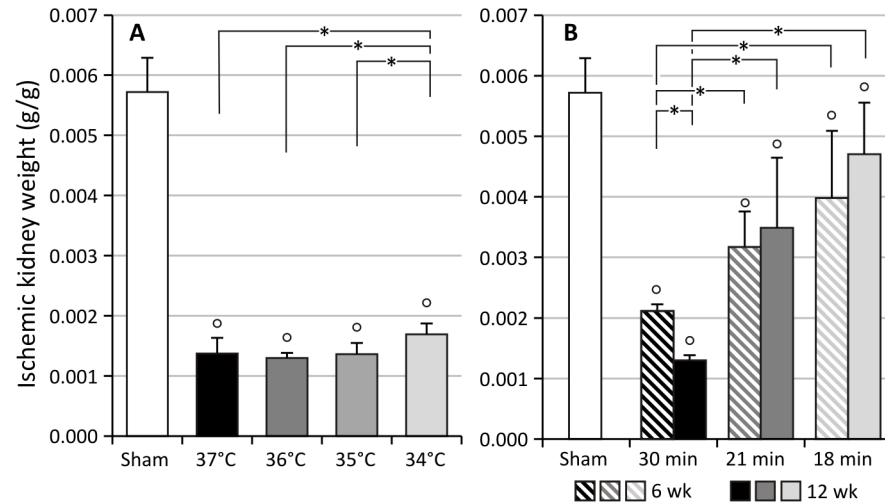 A
Ischemic kidney weight (g/g)
0.007
0.006
0.005
0.004
0.003
0.002
0.001
0.000
* * *
Sham 37°C 36°C 35°C 34°C
B
0.007
0.006
0.005
0.004
0.003
0.002
0.001
0.000
* * * * *
Sham 30 min 21 min 18 min
6 wk 12 wk